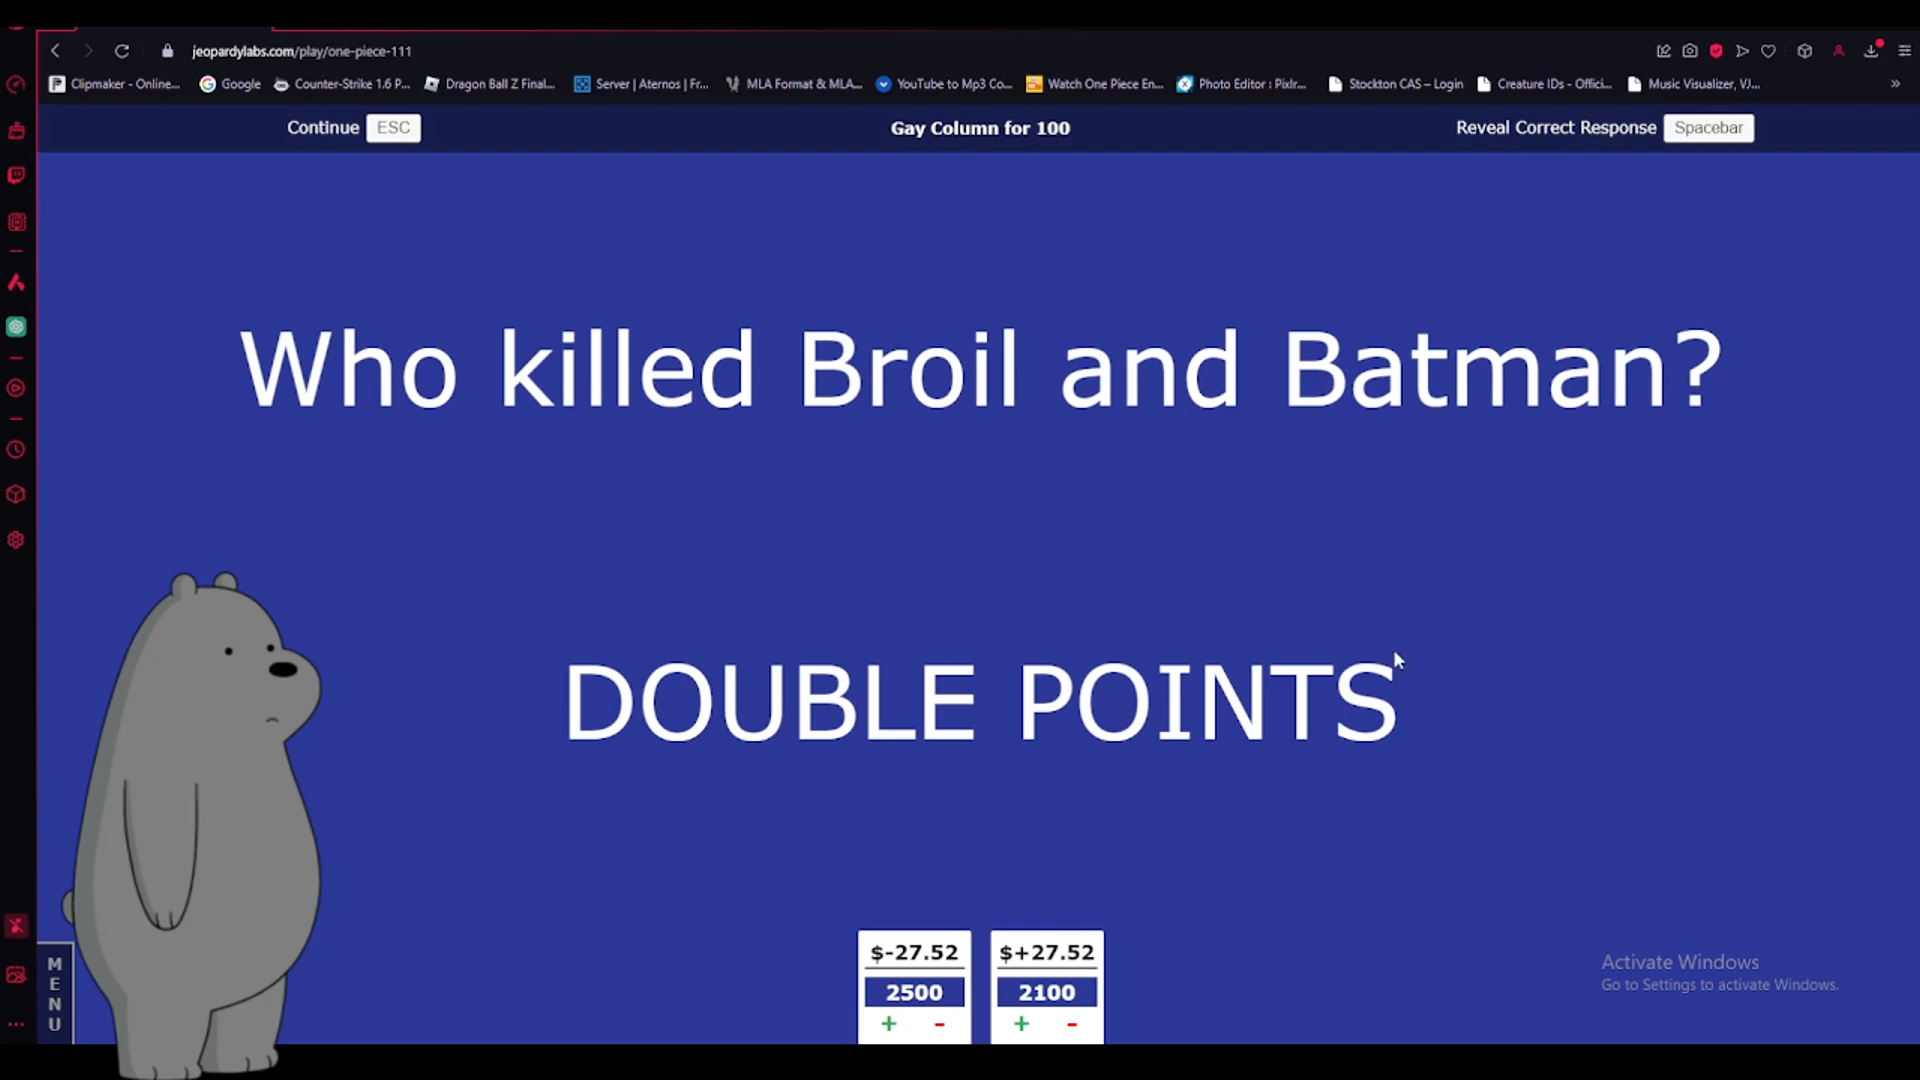 jeopardylabs.com/play/one-piece-111
Clipmaker - Online... Google Counter-Strike 1.6 P... Dragon Ball Z Final... Server | Aternos | Fr... MLA Format & MLA... YouTube to Mp3 Co... Watch One Piece En... Photo Editor : Pixlr... Stockton CAS – Login Creature IDs - Offici... Music Visualizer, VJ... »
Continue ESC Gay Column for 100 Reveal Correct Response Spacebar
Who killed Broil and Batman?
DOUBLE POINTS
$-27.52 $+27.52
2500 2100
+ - + -
MENU
Activate Windows
Go to Settings to activate Windows.